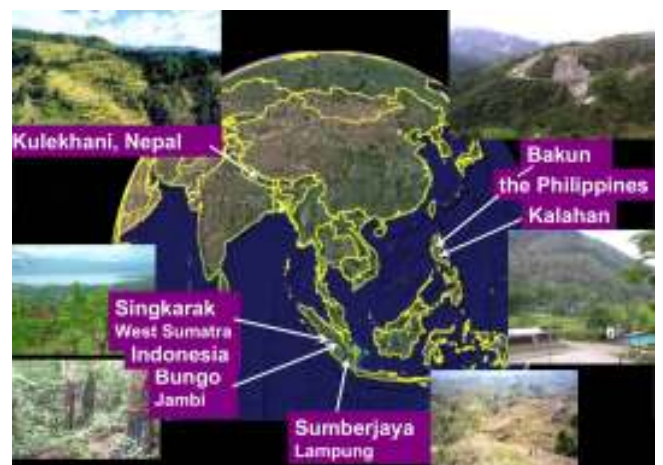 Kulekhani, Nepal
Bakun
the Philippines
Kalahan
Singkarak
West Sumatra
Indonesia
Bungo
Jambi
Sumberjaya
Lampung